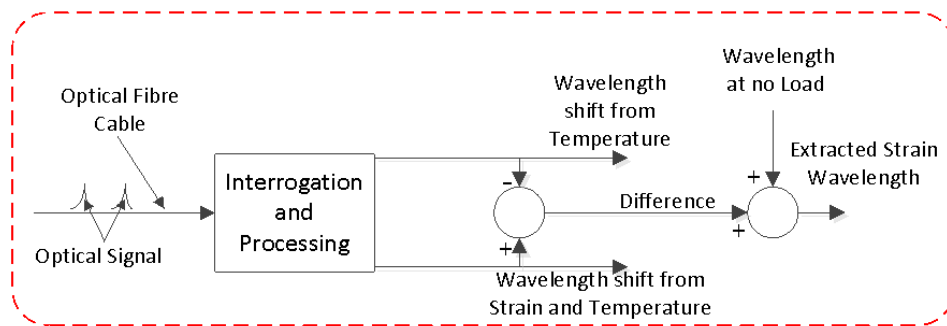 Optical Fibre
Cable
Optical Signal
Interrogation
and
Processing
Wavelength
shift from
Temperature
-
+
Wavelength shift from
Strain and Temperature
Difference
Wavelength
at no Load
+
+
Extracted Strain
Wavelength